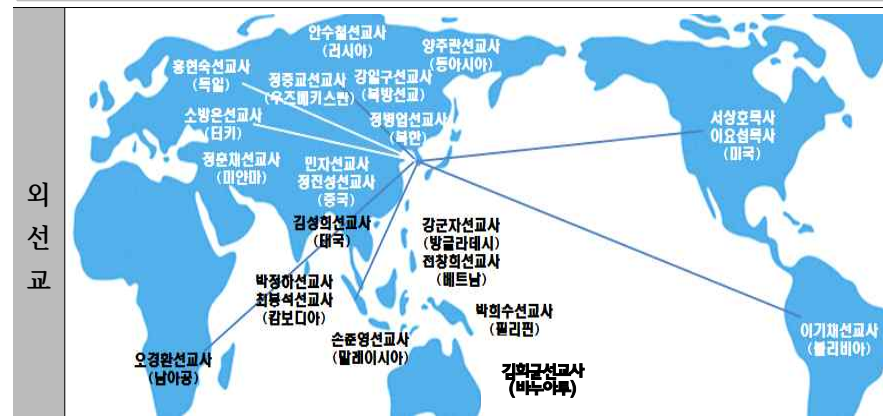 외
선
교
안수철선교사
(러시아)
양주란선교사
(동아시아)
홍현숙선교사
(독일)
정중교선교사
(우즈베키스탄)
강일구선교사
(북방선교)
소방은선교사
(터키)
정병업선교사
(북한)
서상호목사
이요섭목사
(미국)
정훈채선교사
(미얀마)
민자선교사
정진성선교사
(중국)
김성희선교사
(태국)
강군자선교사
(방글라데시)
전창희선교사
(베트남)
박정하선교사
최봉석선교사
(캄보디아)
박희수선교사
(필리핀)
손준영선교사
(말레이시아)
이기채선교사
(볼리비아)
오경환선교사
(남아공)
김희균선교사
(바누아투)